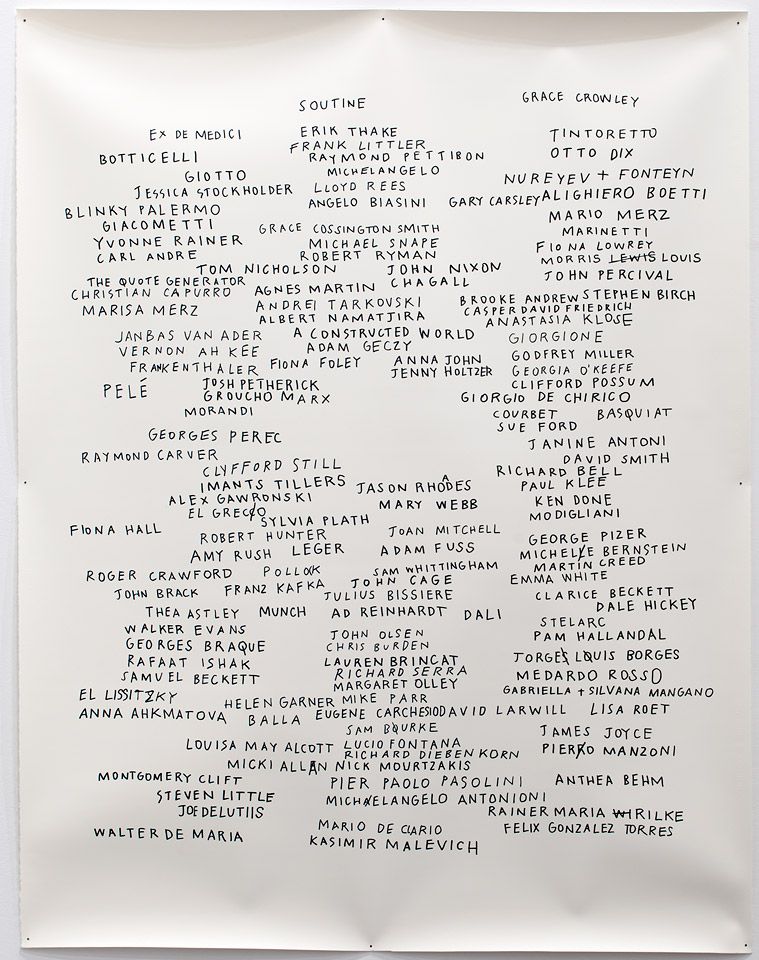 SOUTINE GRACE CROWLEY
EX DE MEDICI ERIK THAKE TINTORETTO
FRANK LITTLER
BOTTICELLI RAYMOND PETTIBON OTTO DIX
GIOTTO MICHELANGELO NUREYEV + FONTEYN
JESSICA STOCKHOLDER LLOYD REES
ANGELO BIASINI GARY CARSLEY ALIGHIERO BOETTI
BLINKY PALERMO MARIO MERZ
GIACOMETTI GRACE COSSINGTON SMITH MARINETTI
YVONNE RAINER MICHAEL SNAPE FIONA LOWREY
CARL ANDRE ROBERT RYMAN MORRIS LEWIS LOUIS
TOM NICHOLSON JOHN NIXON JOHN PERCIVAL
THE QUOTE GENERATOR AGNES MARTIN CHAGALL
CHRISTIAN CAPURRO BROOKE ANDREW STEPHEN BIRCH
MARISA MERZ ANDREI TARKOVSKI CASPER DAVID FRIEDRICH
ALBERT NAMATJIRA ANASTASIA KLOSE
JANBAS VAN ADER A CONSTRUCTED WORLD GIORGIONE
VERNON AH KÉE ADAM GECZY GODFREY MILLER
FRANKENTHALER FIONA FOLEY ANNA JOHN GEORGIA O'KEEFE
JENNY HOLTZER
PELÉ JOSH PETHERICK CLIFFORD POSSUM
GROUCHO MARX GIORGIO DE CHIRICO
MORANDI COURBET BASQUIAT
SUE FORD
GEORGES PEREC JANINE ANTONI
RAYMOND CARVER DAVID SMITH
CLYFFORD STILL RICHARD BELL
IMANTS TILLERS JASON RHOADES PAUL KLEE
ALEX GAWRONSKI MARY WEBB KEN DONE
EL GRECO SYLVIA PLATH MODIGLIANI
FIONA HALL ROBERT HUNTER JOAN MITCHELL GEORGE PIZER
AMY RUSH LEGER ADAM FUSS MICHELLE BERNSTEIN
MARTIN CREED
ROGER CRAWFORD POLLOCK SAM WHITTINGHAM EMMA WHITE
JOHN BRACK FRANZ KAFKA JOHN CAGE
JULIUS BISSIERE CLARICE BECKETT
THEA ASTLEY MUNCH AD REINHARDT DALI DALE HICKEY
STELARC
WALKER EVANS JOHN OLSEN PAM HALLANDAL
GEORGES BRAQUE CHRIS BURDEN
RAFAAT ISHAK LAUREN BRINCAT JORGES LOUIS BORGES
SAMUEL BECKETT RICHARD SERRA MEDARDO ROSSO
MARGARET OLLEY
EL LISSITZKY HELEN GARNER MIKE PARR GABRIELLA + SILVANA MANGANO
ANNA AHKMATOVA BALLA EUGENE CARCHESIO DAVID LARWILL LISA ROET
SAM BOURKE JAMES JOYCE
LOUISA MAY ALCOTT LUCIO FONTANA
RICHARD DIEBENKORN PIERO MANZONI
MICKI ALLAN NICK MOURTZAKIS
MONTGOMERY CLIFT PIER PAOLO PASOLINI ANTHEA BEHM
STEVEN LITTLE MICHAELANGELO ANTONIONI
JOE DELUTIIS RAINER MARIA WI RILKE
WALTER DE MARIA MARIO DE CLARIO FELIX GONZALEZ TORRES
KASIMIR MALEVICH